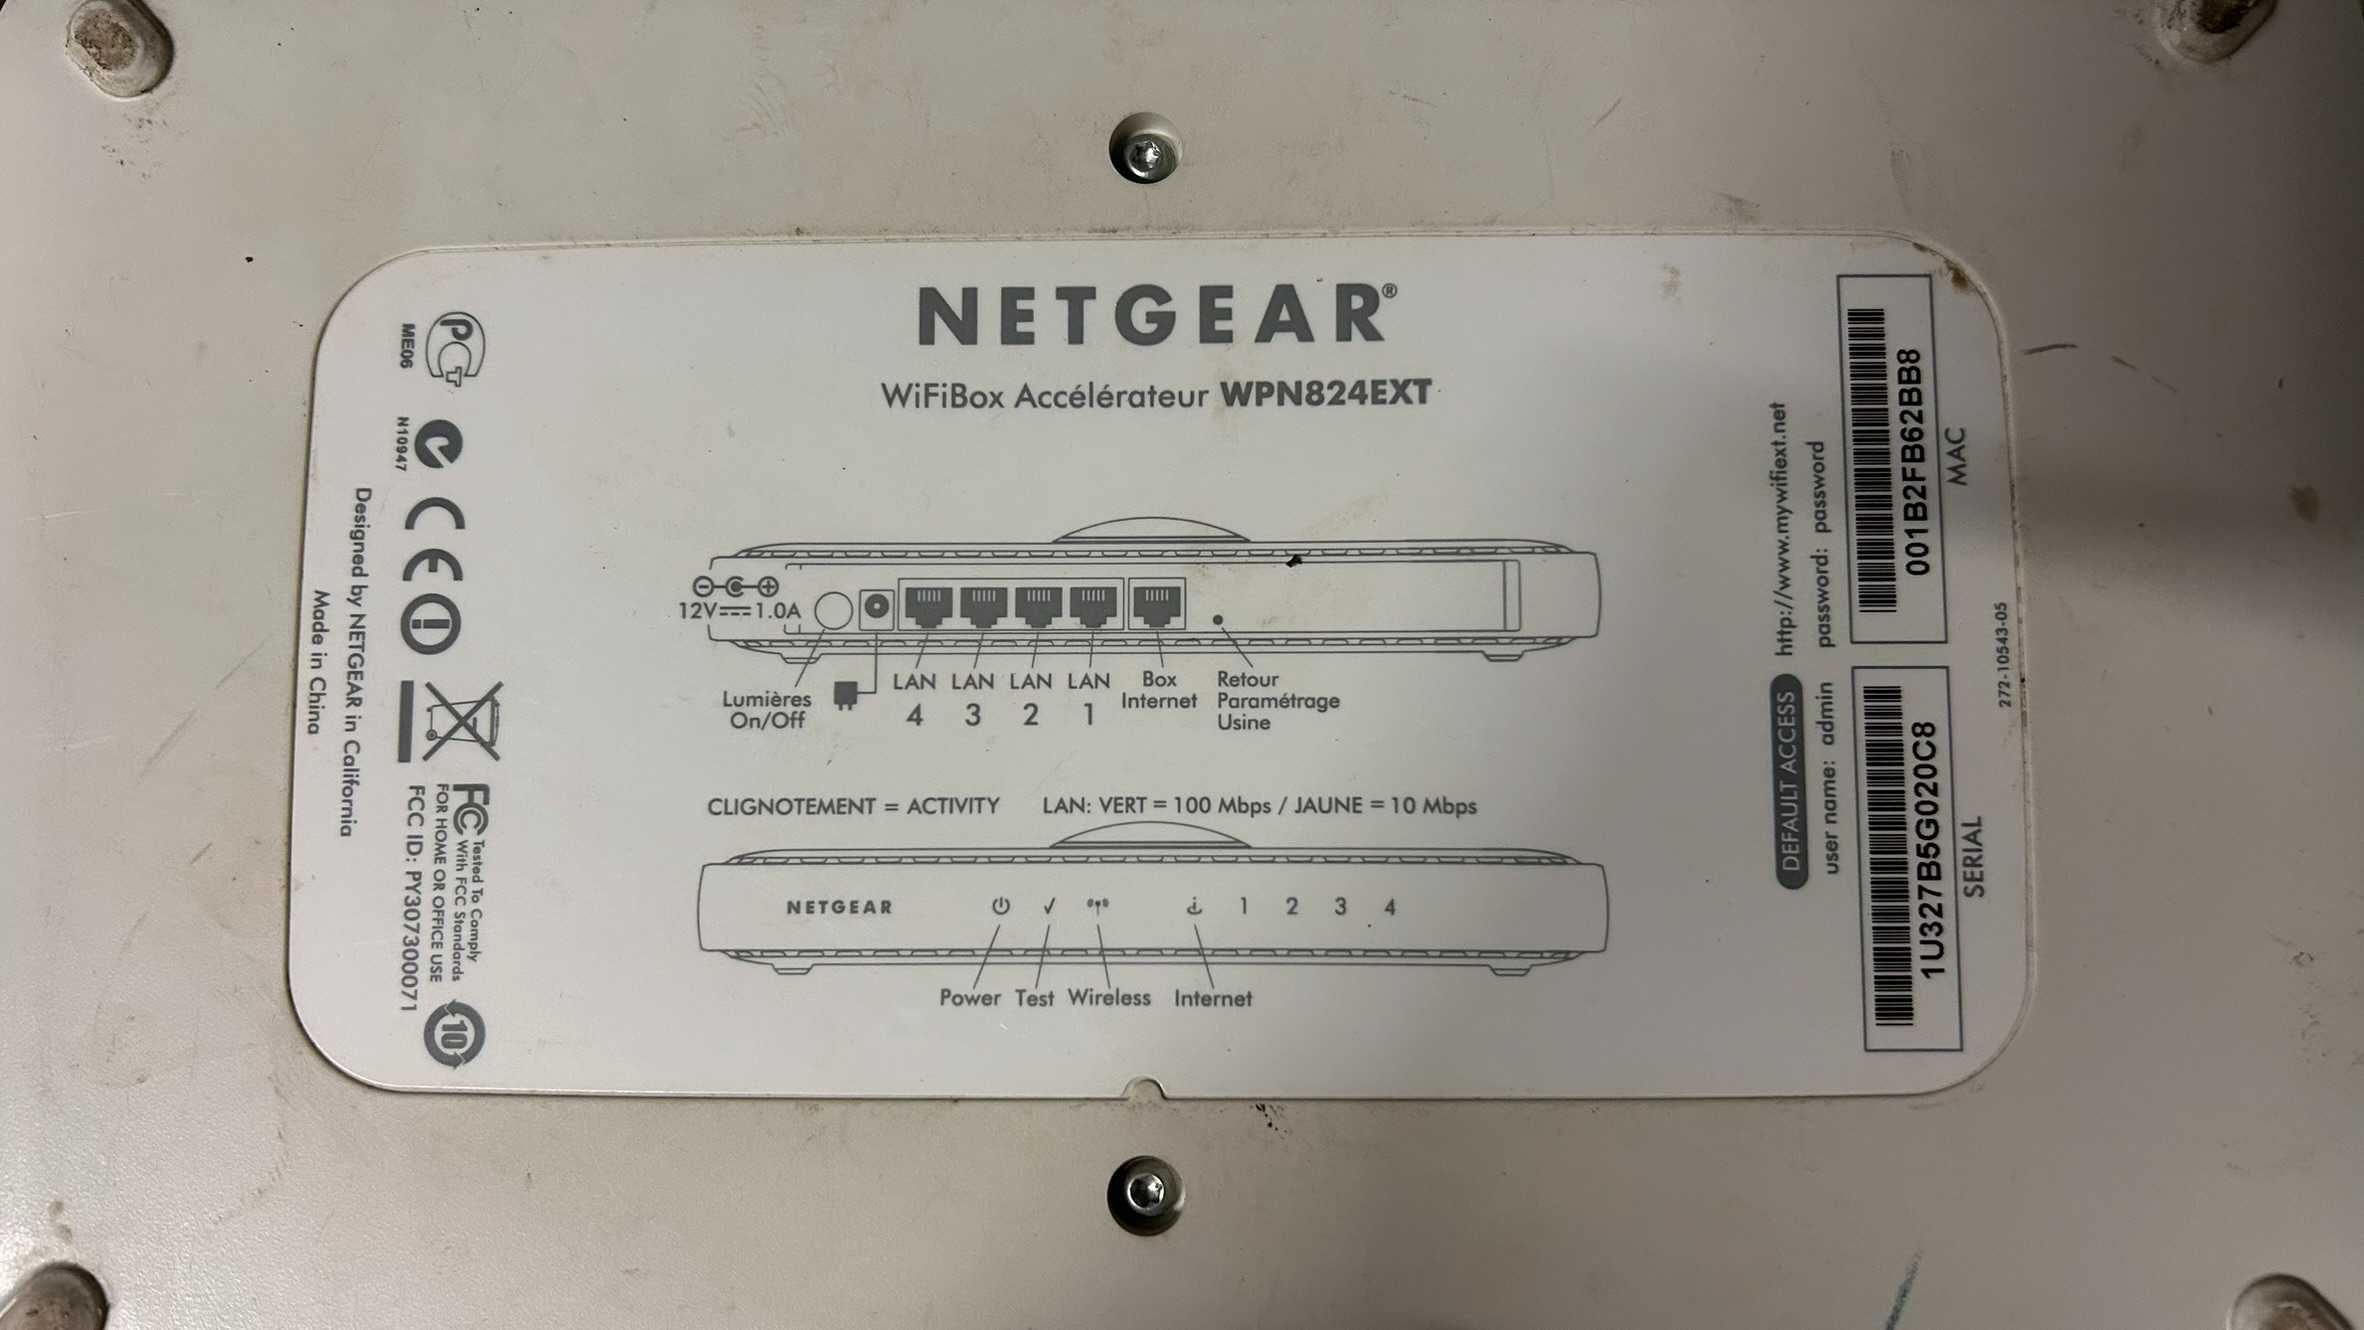 NETGEAR®
WiFiBox Accélérateur WPN824EXT
12V 1.0A
Lumières
On/Off
LAN LAN LAN LAN
4 3 2 1
Box
Internet
Retour
Paramétrage
Usine
CLIGNOTEMENT = ACTIVITY LAN: VERT = 100 Mbps / JAUNE = 10 Mbps
NETGEAR 1 2 3 4
Power Test Wireless Internet
PCT
ME06
N10947
CE
FC Tested To Comply
With FCC Standards
FOR HOME OR OFFICE USE
FCC ID: PY307300071
10
Designed by NETGEAR in California
Made in China
DEFAULT ACCESS http://www.mywifiext.net
user name: admin password: password
001B2FB62BB8
MAC
1U327B5G020C8
SERIAL
272-10543-05